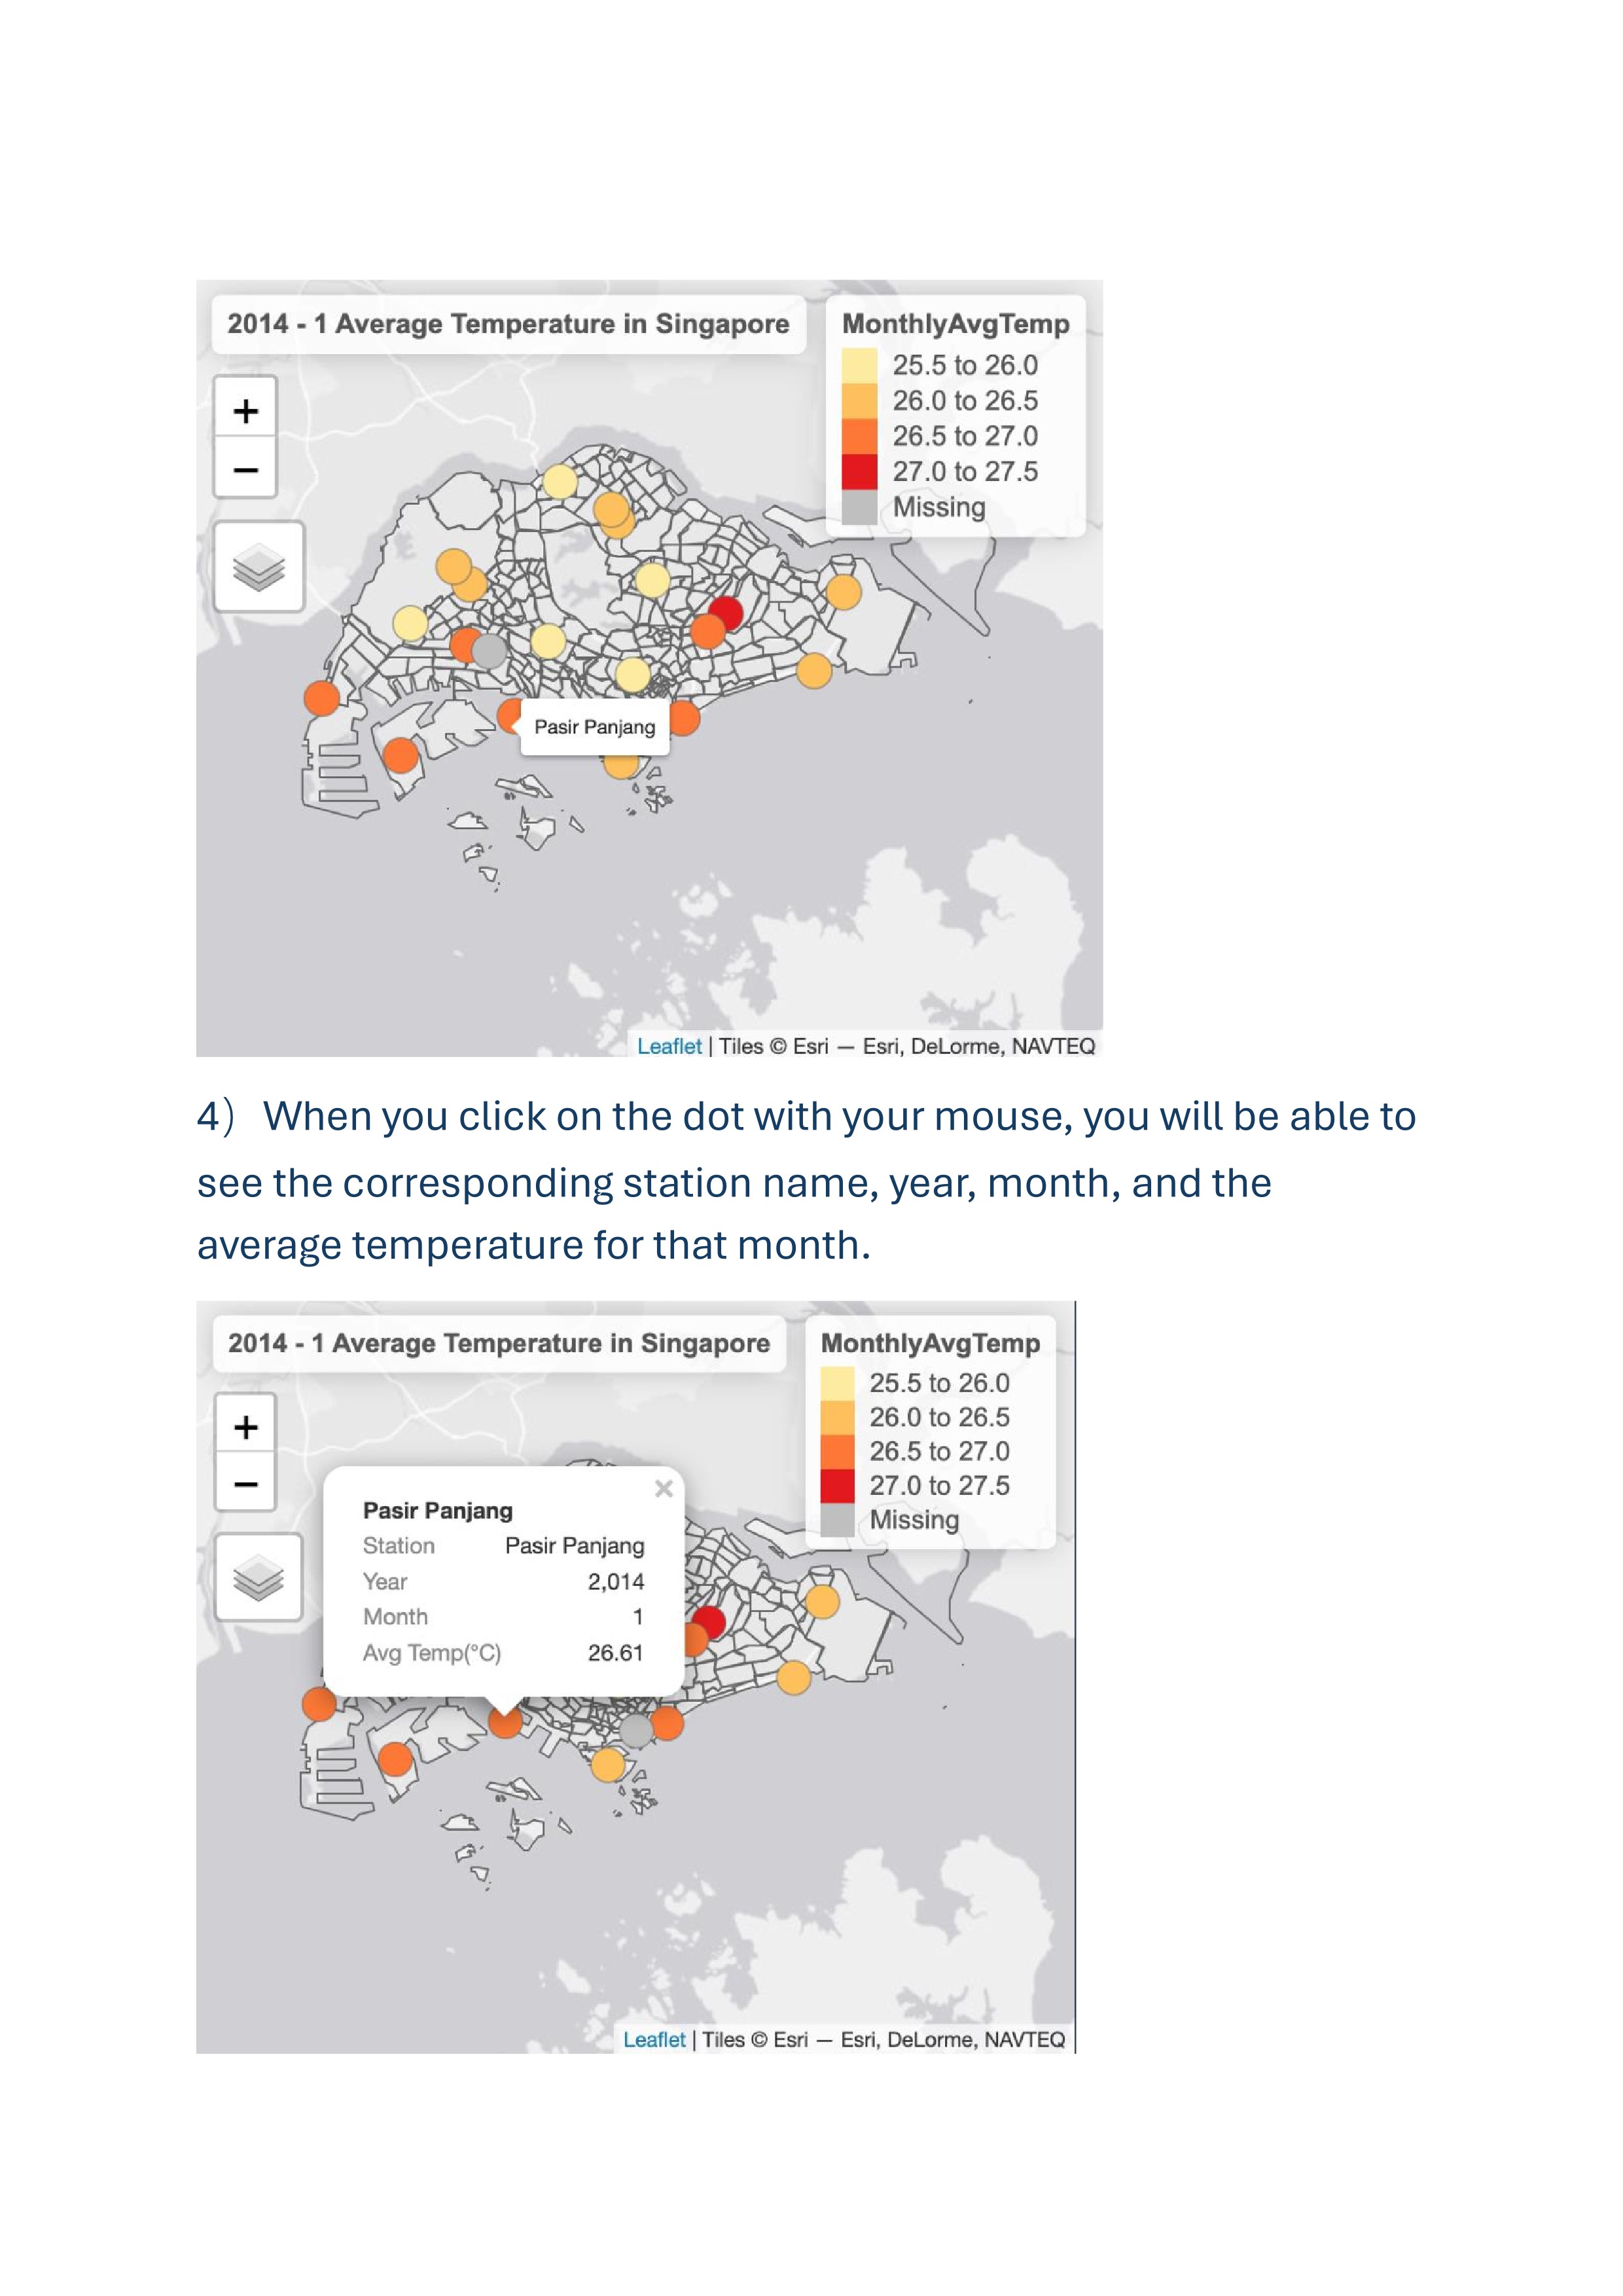 2014 - 1 Average Temperature in Singapore
MonthlyAvgTemp
25.5 to 26.0
26.0 to 26.5
26.5 to 27.0
27.0 to 27.5
Missing
+
−
Pasir Panjang
Leaflet | Tiles © Esri — Esri, DeLorme, NAVTEQ
4) When you click on the dot with your mouse, you will be able to
see the corresponding station name, year, month, and the
average temperature for that month.
2014 - 1 Average Temperature in Singapore
MonthlyAvgTemp
25.5 to 26.0
26.0 to 26.5
26.5 to 27.0
27.0 to 27.5
Missing
+
−
×
Pasir Panjang
Station Pasir Panjang
Year 2,014
Month 1
Avg Temp(°C) 26.61
Leaflet | Tiles © Esri — Esri, DeLorme, NAVTEQ